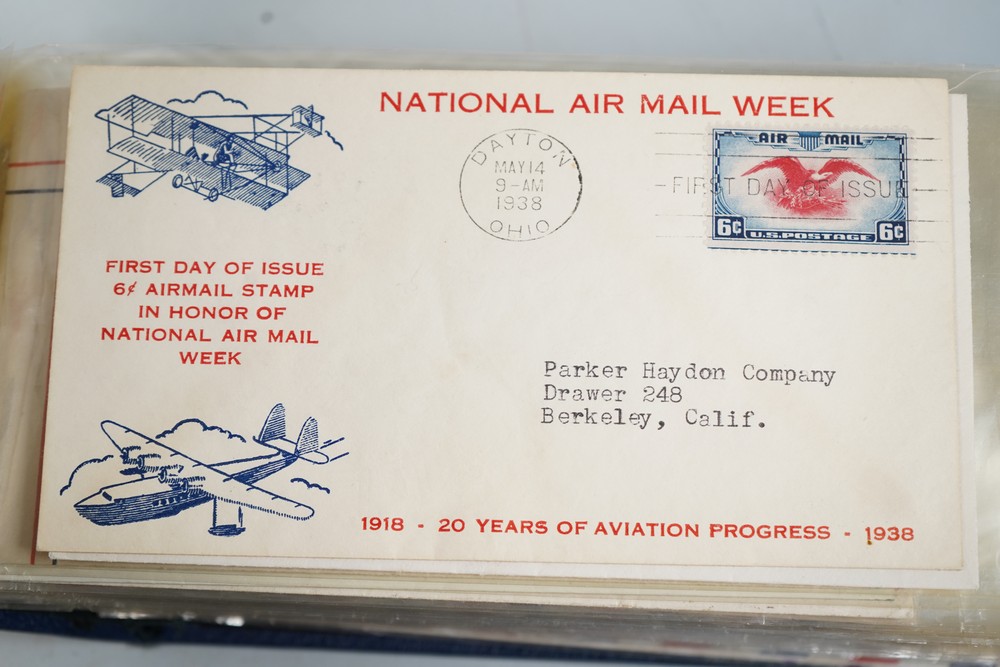 NATIONAL AIR MAIL WEEK
DAYTON
MAY 14
9-AM
1938
OHIO
FIRST DAY OF ISSUE
AIR MAIL
6¢ U.S. POSTAGE 6¢
FIRST DAY OF ISSUE
6¢ AIRMAIL STAMP
IN HONOR OF
NATIONAL AIR MAIL
WEEK
Parker Haydon Company
Drawer 248
Berkeley, Calif.
1918 - 20 YEARS OF AVIATION PROGRESS - 1938